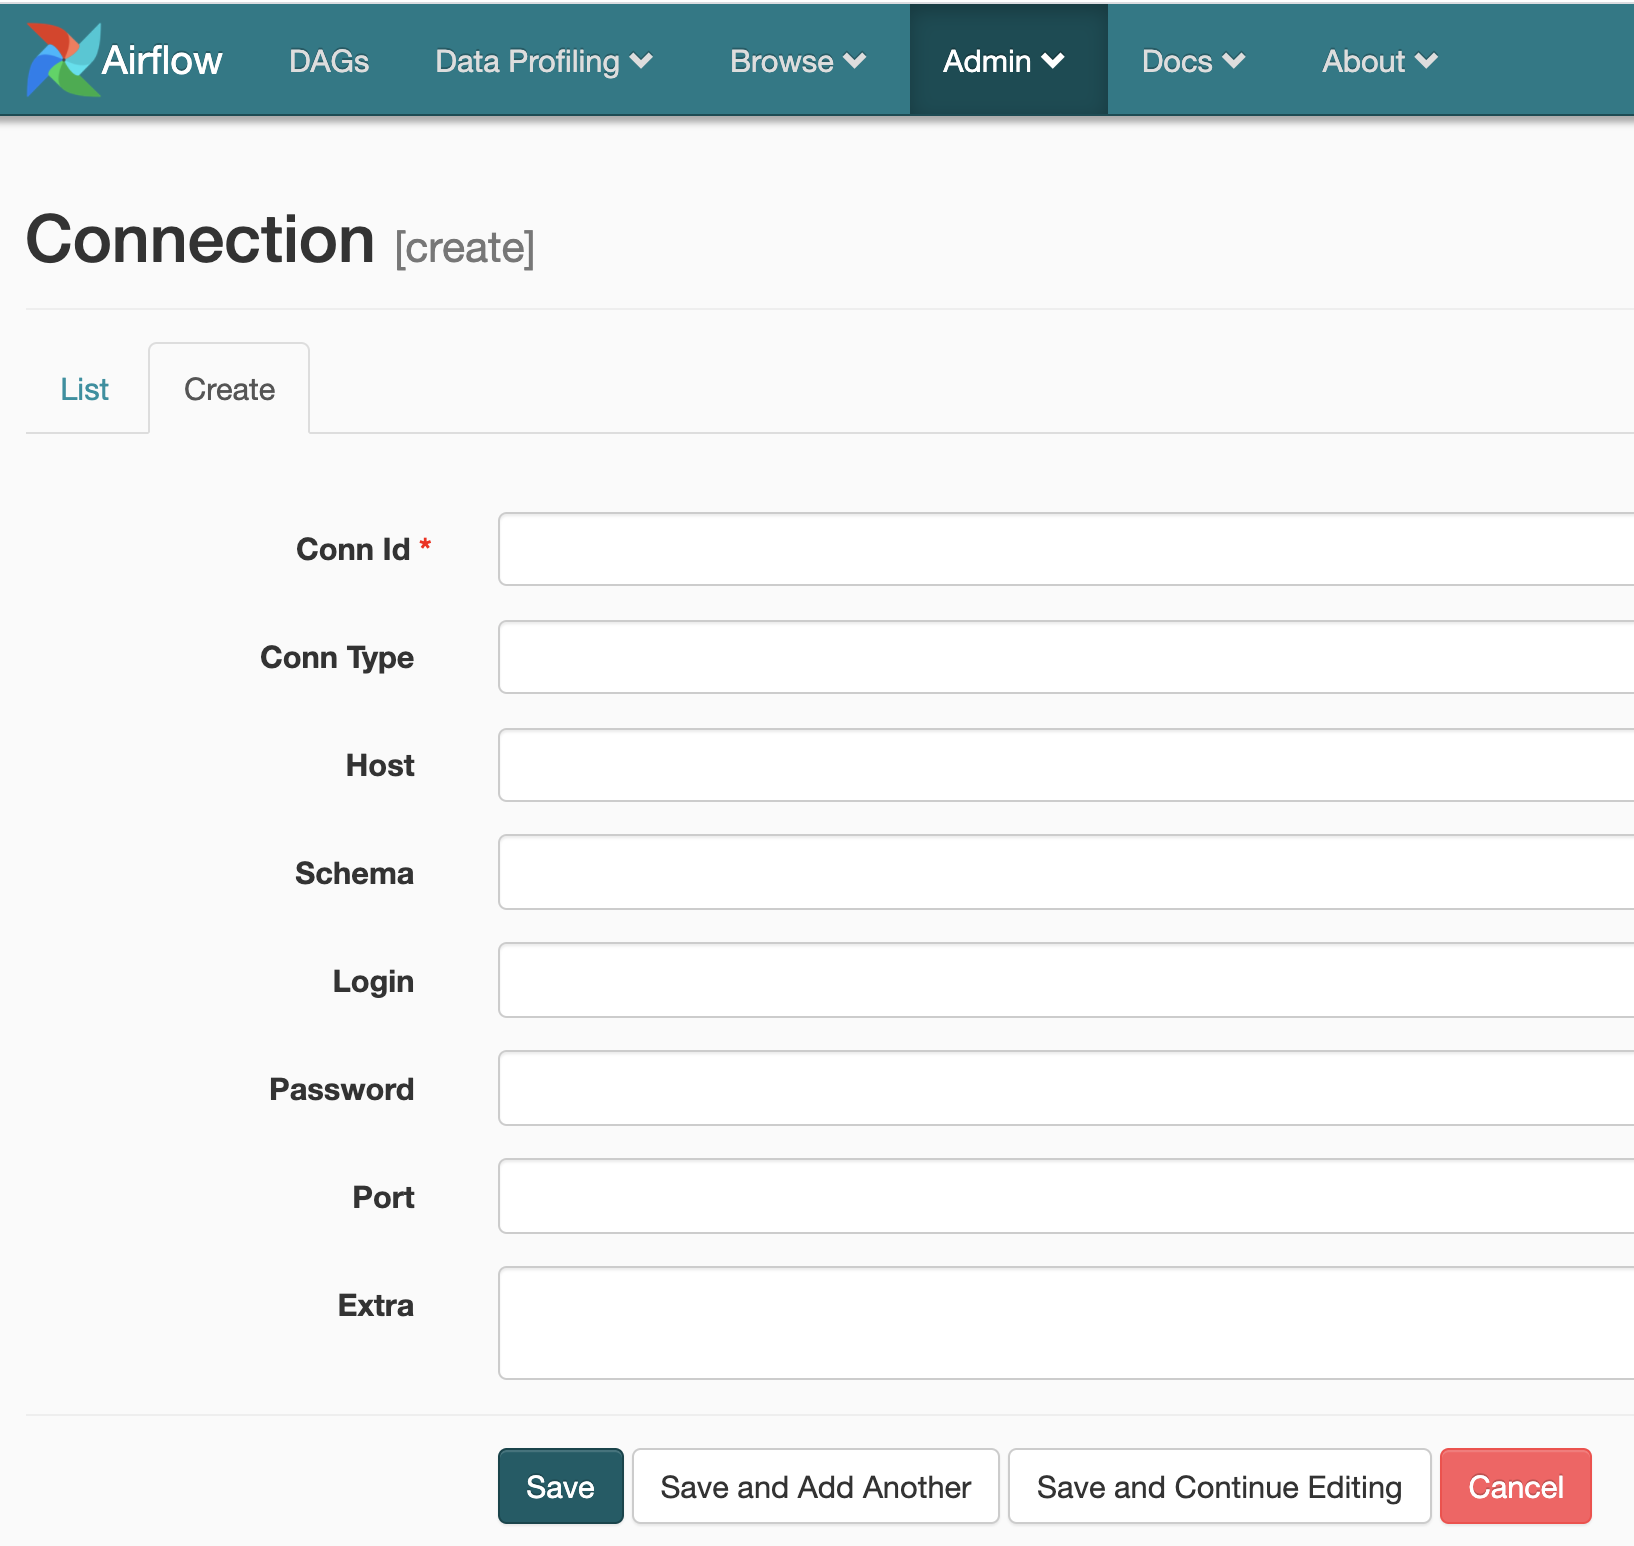 Airflow DAGs Data Profiling Browse Admin Docs About
Connection [create]
List Create
Conn Id *
Conn Type
Host
Schema
Login
Password
Port
Extra
Save Save and Add Another Save and Continue Editing Cancel